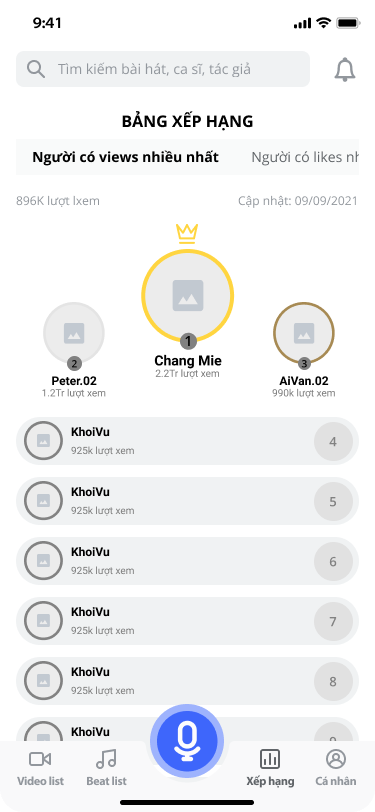 9:41
Tìm kiếm bài hát, ca sĩ, tác giả
BẢNG XẾP HẠNG
Người có views nhiều nhất
Người có likes nh
896K lượt lxem
Cập nhật: 09/09/2021
1
Chang Mie
2.2Tr lượt xem
2
Peter.02
1.2Tr lượt xem
3
AiVan.02
990k lượt xem
KhoiVu
925k lượt xem
4
KhoiVu
925k lượt xem
5
KhoiVu
925k lượt xem
6
KhoiVu
925k lượt xem
7
KhoiVu
925k lượt xem
8
KhoiVu
Video list
Beat list
Xếp hạng
Cá nhân